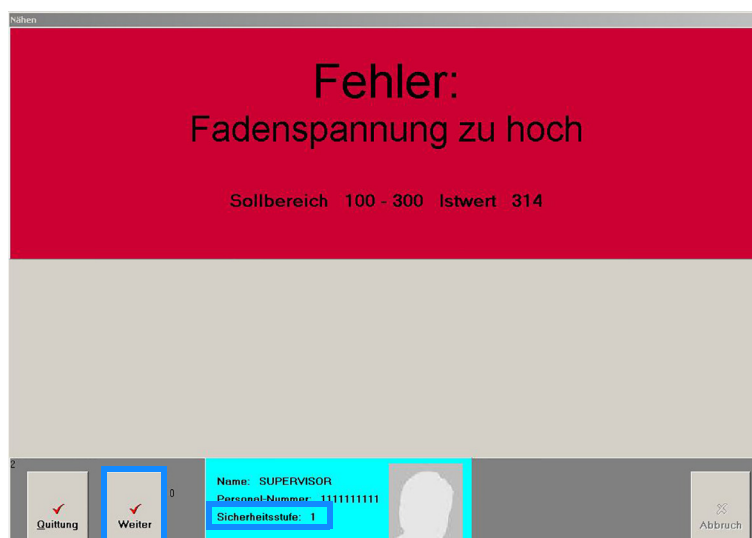 Nähen
Fehler:
Fadenspannung zu hoch
Sollbereich 100 - 300 Istwert 314
2
0
Quittung
Weiter
Name: SUPERVISOR
Personal-Nummer: 1111111111
Sicherheitsstufe: 1
Abbruch